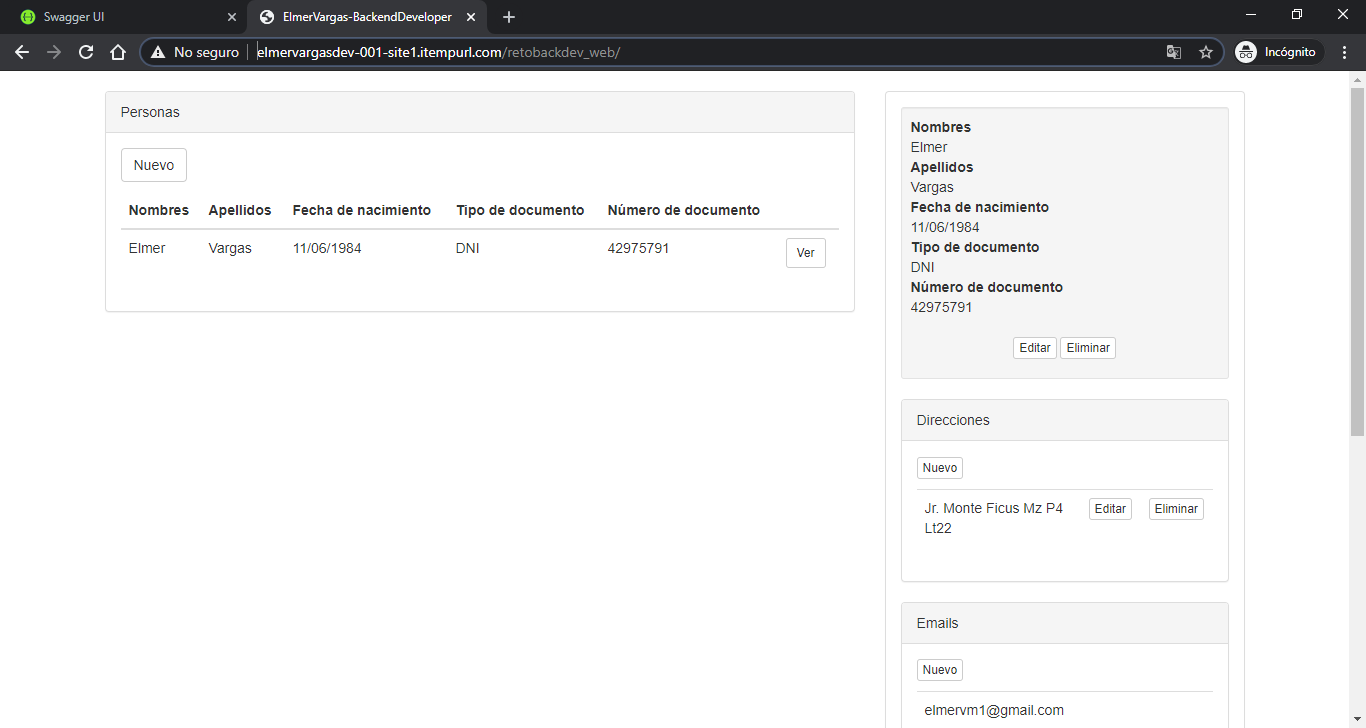 Swagger UI
ElmerVargas-BackendDeveloper
No seguro
elmervargasdev-001-site1.itempurl.com/retobackdev_web/
Incógnito
Personas
Nuevo
Nombres Apellidos Fecha de nacimiento Tipo de documento Número de documento
Elmer Vargas 11/06/1984 DNI 42975791 Ver
Nombres
Elmer
Apellidos
Vargas
Fecha de nacimiento
11/06/1984
Tipo de documento
DNI
Número de documento
42975791
Editar Eliminar
Direcciones
Nuevo
Jr. Monte Ficus Mz P4 Editar Eliminar
Lt22
Emails
Nuevo
elmervm1@gmail.com